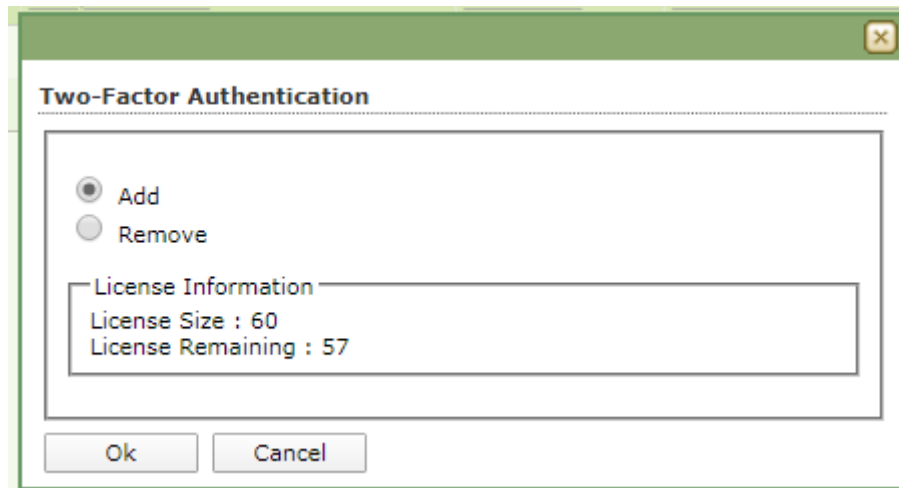 Two-Factor Authentication
Add
Remove
License Information
License Size : 60
License Remaining : 57
Ok
Cancel